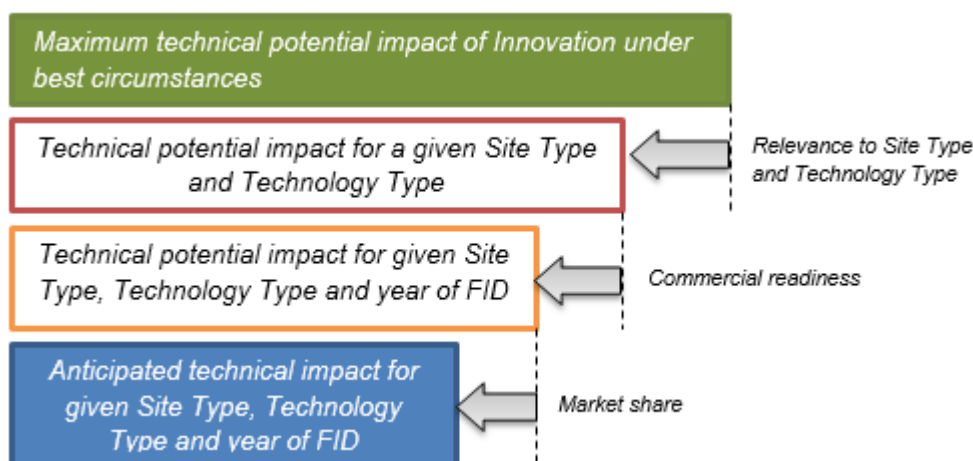 Maximum technical potential impact of Innovation under
best circumstances
Technical potential impact for a given Site Type
and Technology Type
Relevance to Site Type
and Technology Type
Technical potential impact for given Site
Type, Technology Type and year of FID
Commercial readiness
Anticipated technical impact for
given Site Type, Technology
Type and year of FID
Market share